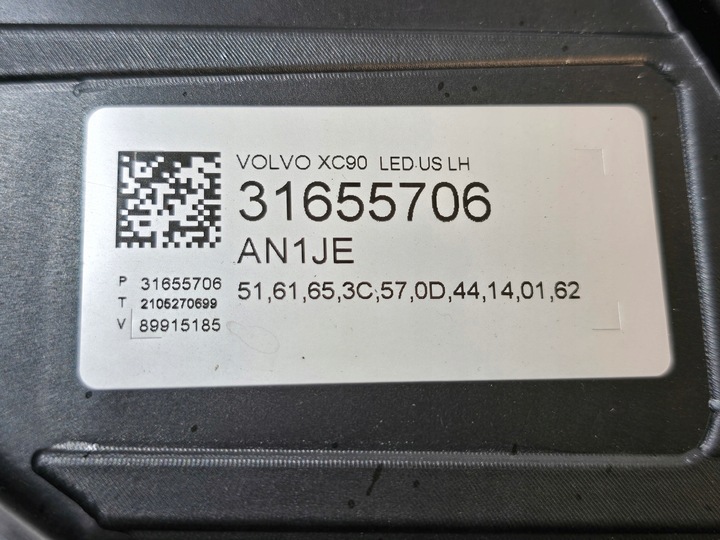 VOLVO XC90 LED US LH
31655706
AN1JE
51,61,65,3C,57,0D,44,14,01,62
P 31655706
T 2105270699
V 89915185